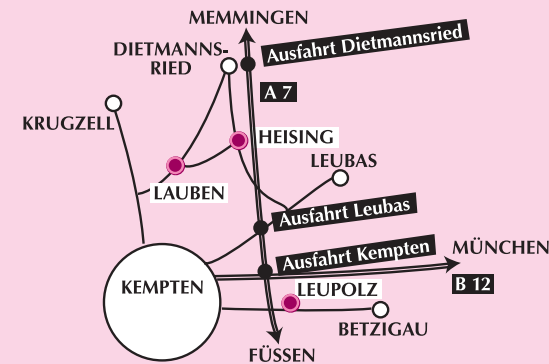 MEMMINGEN
DIETMANNS-
RIED
Ausfahrt Dietmannsried
A 7
KRUGZELL
HEISING
LEUBAS
LAUBEN
Ausfahrt Leubas
Ausfahrt Kempten
MÜNCHEN
KEMPTEN
LEUPOLZ
B 12
BETZIGAU
FÜSSEN